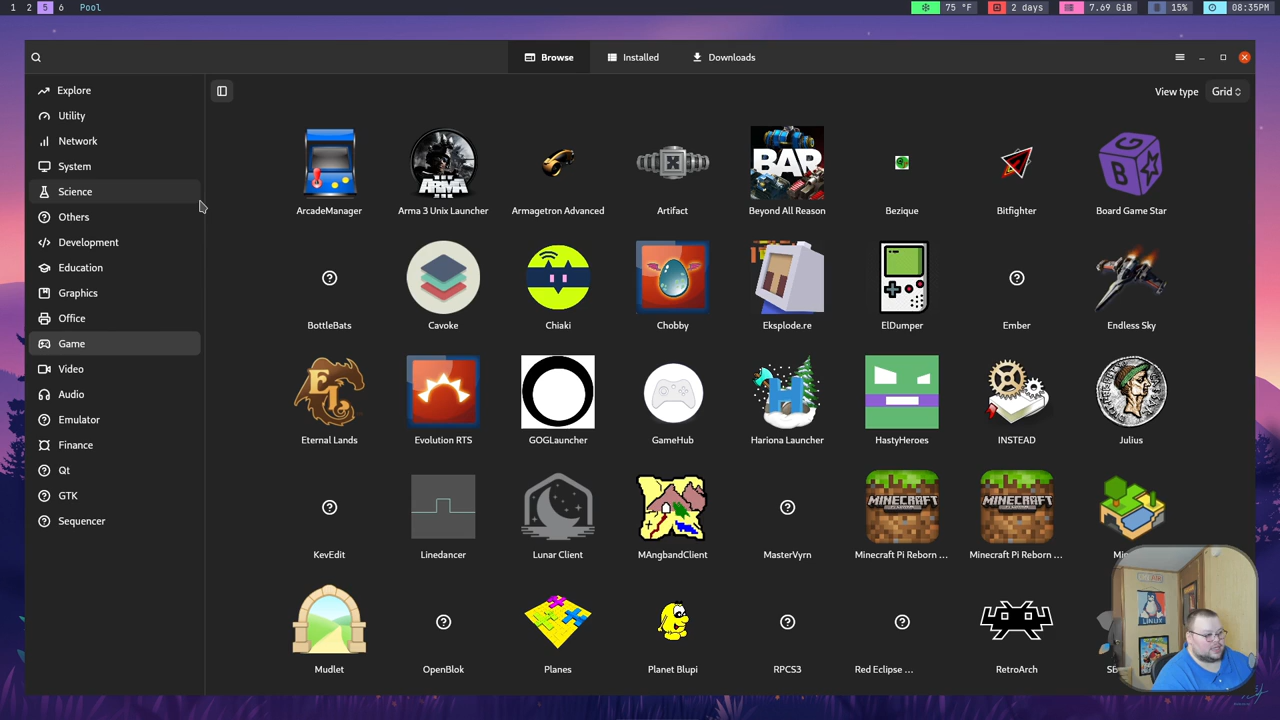 1 2 5 6 Pool
75 °F
2 days
7.69 GiB
15%
08:35PM
Browse
Installed
Downloads
Explore
Utility
Network
System
Science
Others
Development
Education
Graphics
Office
Game
Video
Audio
Emulator
Finance
Qt
GTK
Sequencer
View type
Grid
ArcadeManager
Arma 3 Unix Launcher
Armagetron Advanced
Artifact
Beyond All Reason
Bezique
Bitfighter
Board Game Star
ARMA
BAR
BottleBats
Cavoke
Chiaki
Chobby
Eksplode.re
ElDumper
Ember
Endless Sky
Eternal Lands
Evolution RTS
GOGLauncher
GameHub
Hariona Launcher
HastyHeroes
INSTEAD
Julius
KevEdit
Linedancer
Lunar Client
MAngbandClient
MasterVyrn
MINECRAFT
Minecraft Pi Reborn ...
MINECRAFT
Minecraft Pi Reborn ...
Mudlet
OpenBlok
Planes
Planet Blupi
RPCS3
Red Eclipse ...
RetroArch
LINUX